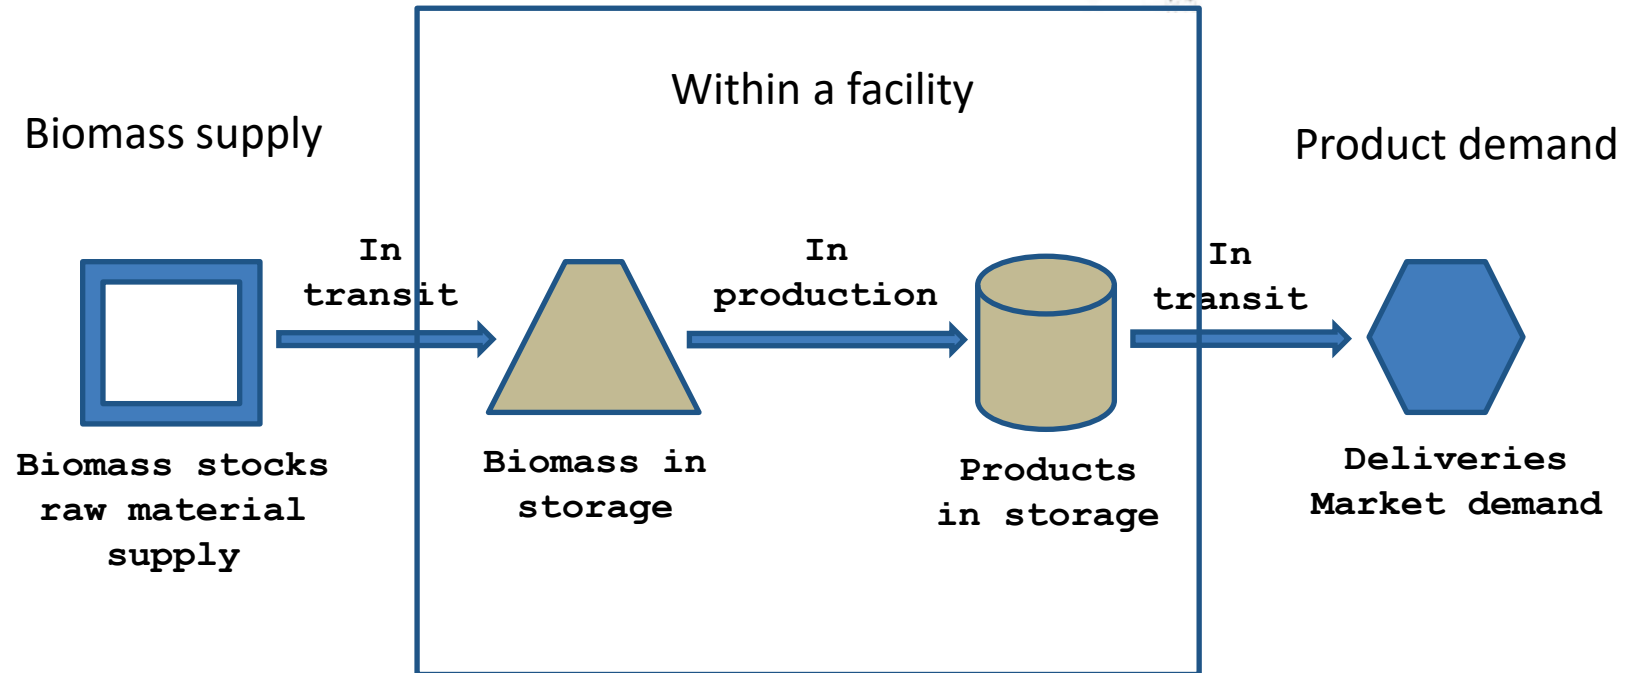 Within a facility
Biomass supply
Product demand
In
transit
In
production
In
transit
Biomass stocks
raw material
supply
Biomass in
storage
Products
in storage
Deliveries
Market demand